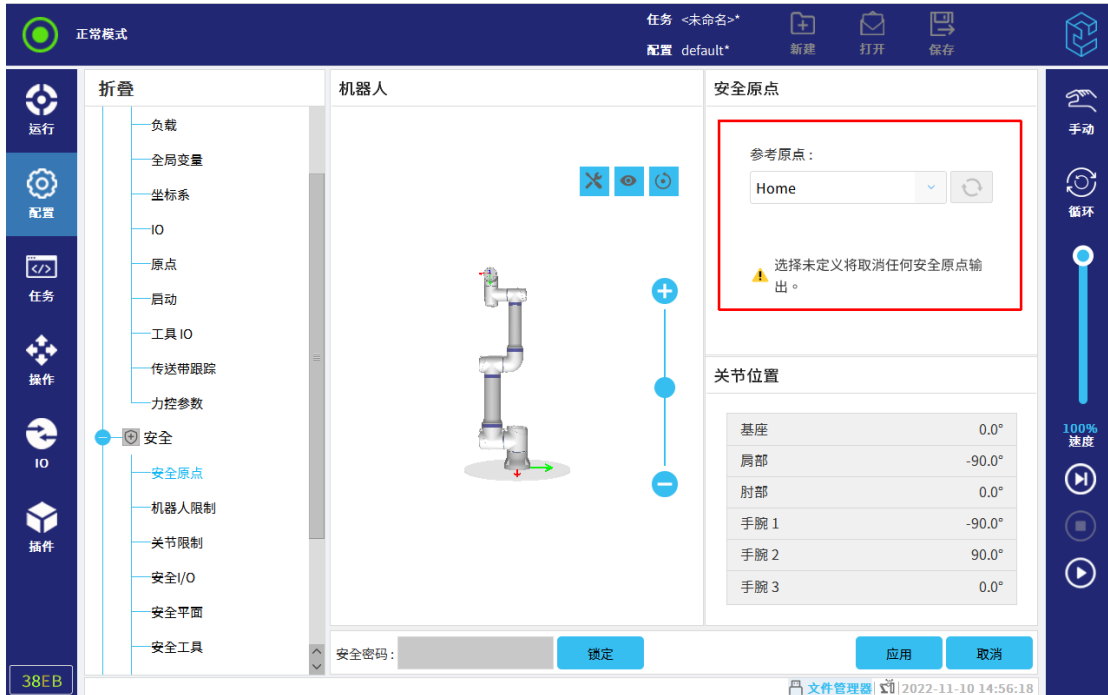 正常模式
任务 <未命名>*
配置 default*
新建
打开
保存
运行
配置
任务
操作
IO
插件
38EB
折叠
负载
全局变量
坐标系
IO
原点
启动
工具 IO
传送带跟踪
力控参数
安全
安全原点
机器人限制
关节限制
安全I/O
安全平面
安全工具
机器人
安全密码:
锁定
安全原点
参考原点:
Home
选择未定义将取消任何安全原点输
出。
关节位置
基座 0.0°
肩部 -90.0°
肘部 0.0°
手腕 1 -90.0°
手腕 2 90.0°
手腕 3 0.0°
应用
取消
文件管理器
2022-11-10 14:56:18
手动
循环
100%
速度